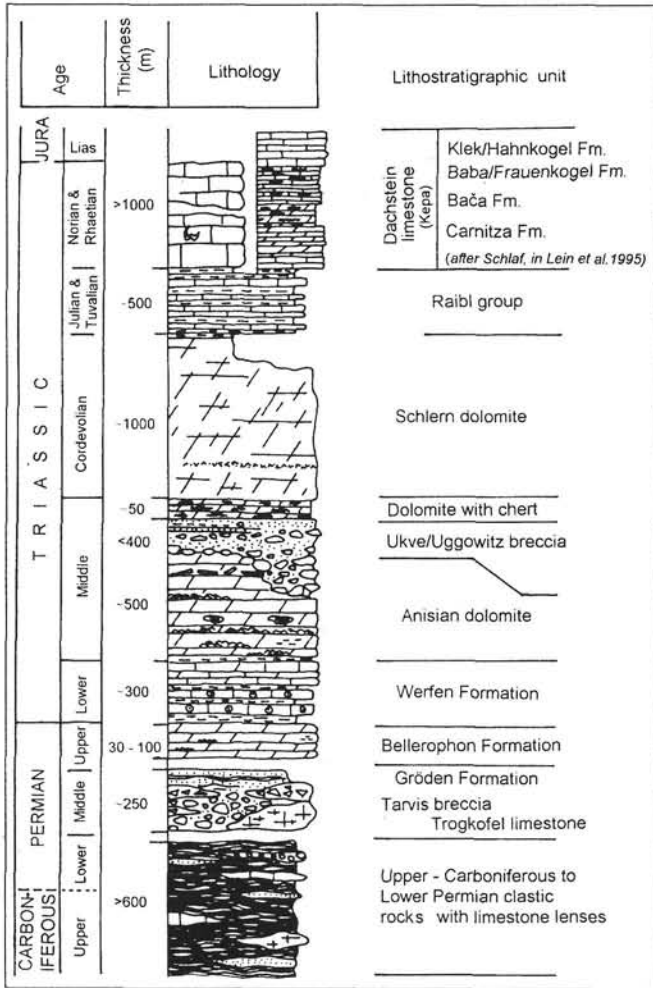 Age
Thickness
(m)
Lithology
Lithostratigraphic unit
JURA
Lias
Klek/Hahnkogel Fm.
Baba/Frauenkogel Fm.
Bača Fm.
Carnitza Fm.
(after Schlaf, in Lein et al.1995)
Dachstein
limestone
(Kepa)
TRIASSIC
Norian &
Rhaetian
>1000
Julian &
Tuvalian
~500
Raibl group
Cordevolian
~1000
Schlern dolomite
Middle
~50
Dolomite with chert
<400
Ukve/Uggowitz breccia
~500
Anisian dolomite
Lower
~300
Werfen Formation
PERMIAN
Upper
30 - 100
Bellerophon Formation
Middle
~250
Gröden Formation
Tarvis breccia
Trogkofel limestone
Lower
CARBON-
IFEROUS
Upper
>600
Upper - Carboniferous to
Lower Permian clastic
rocks with limestone lenses